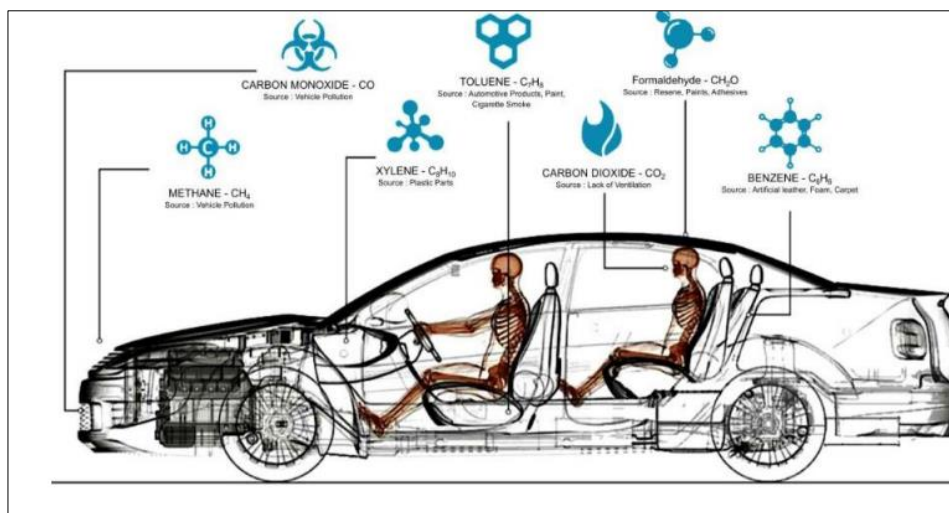 CARBON MONOXIDE - CO
Source : Vehicle Pollution
TOLUENE - C₇H₈
Source : Automotive Products, Paint,
Cigarette Smoke
Formaldehyde - CH₂O
Source : Resene, Paints, Adhesives
METHANE - CH₄
Source : Vehicle Pollution
H
H
C
H
H
XYLENE - C₈H₁₀
Source : Plastic Parts
CARBON DIOXIDE - CO₂
Source : Lack of Ventilation
BENZENE - C₆H₆
Source : Artificial leather, Foam, Carpet